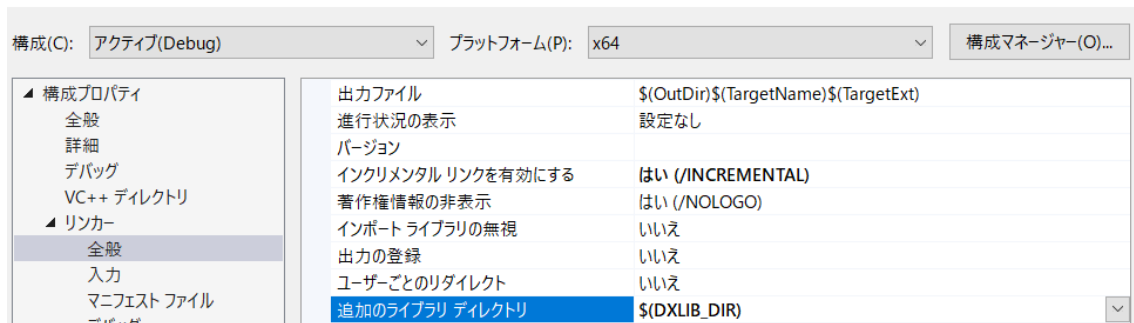 構成(C): アクティブ(Debug) プラットフォーム(P): x64 構成マネージャー(O)...
構成プロパティ
全般
詳細
デバッグ
VC++ ディレクトリ
リンカー
全般
入力
マニフェスト ファイル
デバッグ
出力ファイル $(OutDir)$(TargetName)$(TargetExt)
進行状況の表示 設定なし
バージョン
インクリメンタル リンクを有効にする はい (/INCREMENTAL)
著作権情報の非表示 はい (/NOLOGO)
インポート ライブラリの無視 いいえ
出力の登録 いいえ
ユーザーごとのリダイレクト いいえ
追加のライブラリ ディレクトリ $(DXLIB_DIR)